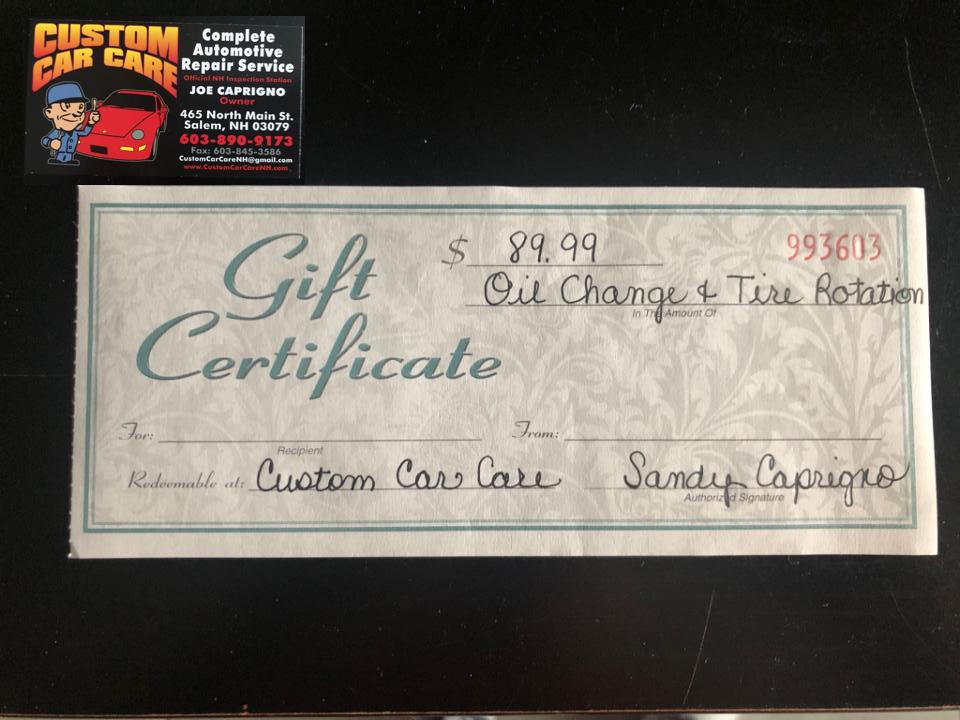 CUSTOM
CAR CARE
Complete
Automotive
Repair Service
Official NH Inspection Station
JOE CAPRIGNO
Owner
465 North Main St.
Salem, NH 03079
603-890-9173
Fax: 603-845-3586
CustomCarCareNH@gmail.com
www.CustomCarCareNH.com
Gift
Certificate
$ 89.99
993603
Oil Change & Tire Rotation
In The Amount Of
For:
Recipient
From:
Redeemable at: Custom Car Care
Sandy Caprigno
Authorized Signature